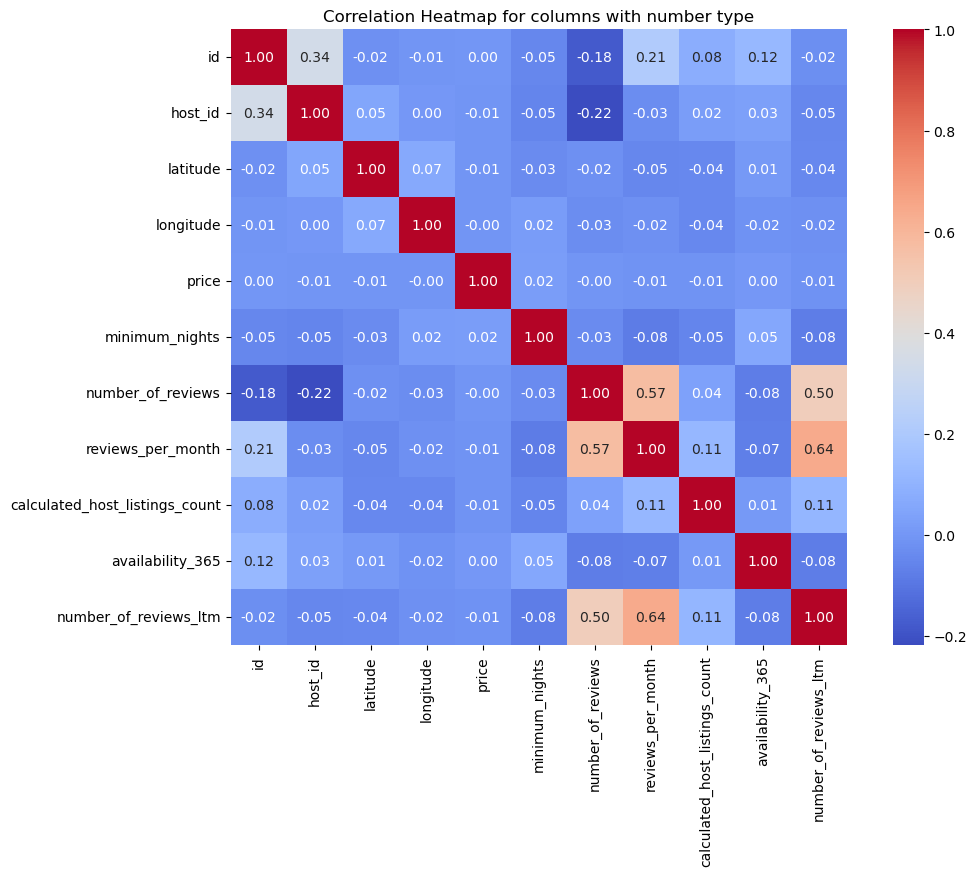 Correlation Heatmap for columns with number type
id 1.00 0.34 -0.02 -0.01 0.00 -0.05 -0.18 0.21 0.08 0.12 -0.02
host_id 0.34 1.00 0.05 0.00 -0.01 -0.05 -0.22 -0.03 0.02 0.03 -0.05
latitude -0.02 0.05 1.00 0.07 -0.01 -0.03 -0.02 -0.05 -0.04 0.01 -0.04
longitude -0.01 0.00 0.07 1.00 -0.00 0.02 -0.03 -0.02 -0.04 -0.02 -0.02
price 0.00 -0.01 -0.01 -0.00 1.00 0.02 -0.00 -0.01 -0.01 0.00 -0.01
minimum_nights -0.05 -0.05 -0.03 0.02 0.02 1.00 -0.03 -0.08 -0.05 0.05 -0.08
number_of_reviews -0.18 -0.22 -0.02 -0.03 -0.00 -0.03 1.00 0.57 0.04 -0.08 0.50
reviews_per_month 0.21 -0.03 -0.05 -0.02 -0.01 -0.08 0.57 1.00 0.11 -0.07 0.64
calculated_host_listings_count 0.08 0.02 -0.04 -0.04 -0.01 -0.05 0.04 0.11 1.00 0.01 0.11
availability_365 0.12 0.03 0.01 -0.02 0.00 0.05 -0.08 -0.07 0.01 1.00 -0.08
number_of_reviews_ltm -0.02 -0.05 -0.04 -0.02 -0.01 -0.08 0.50 0.64 0.11 -0.08 1.00
id
host_id
latitude
longitude
price
minimum_nights
number_of_reviews
reviews_per_month
calculated_host_listings_count
availability_365
number_of_reviews_ltm
1.0
0.8
0.6
0.4
0.2
0.0
−0.2